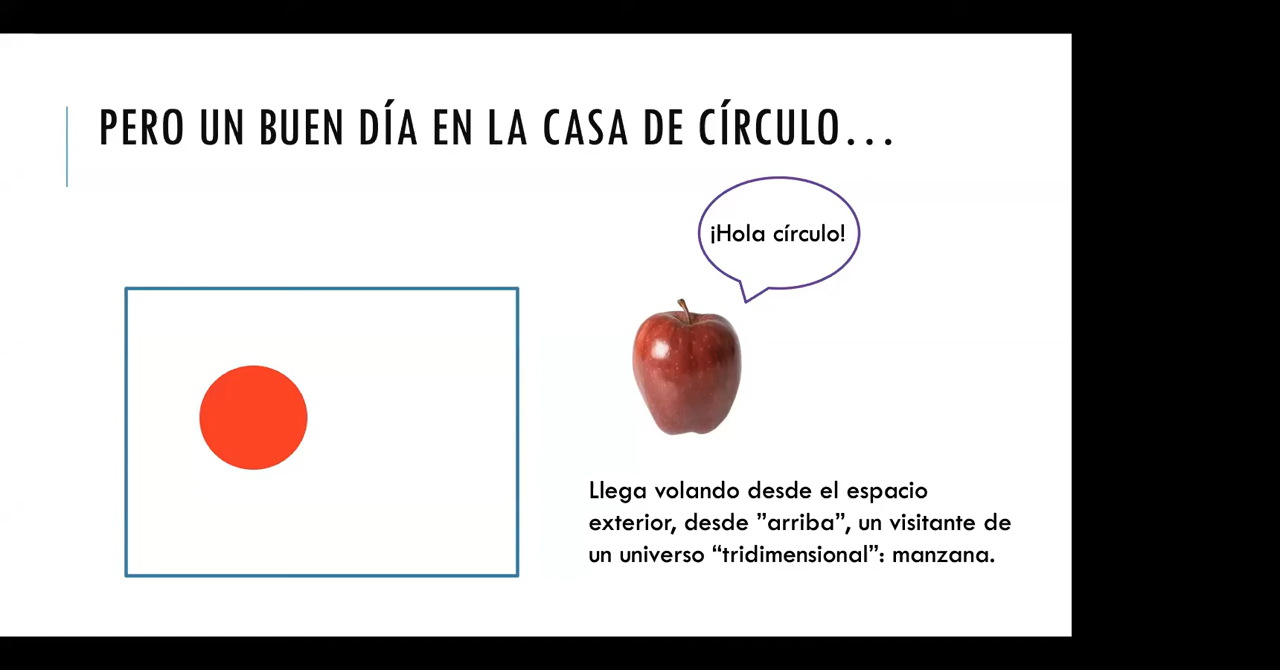 PERO UN BUEN DÍA EN LA CASA DE CÍRCULO...
¡Hola círculo!
Llega volando desde el espacio
exterior, desde ”arriba”, un visitante de
un universo “tridimensional”: manzana.